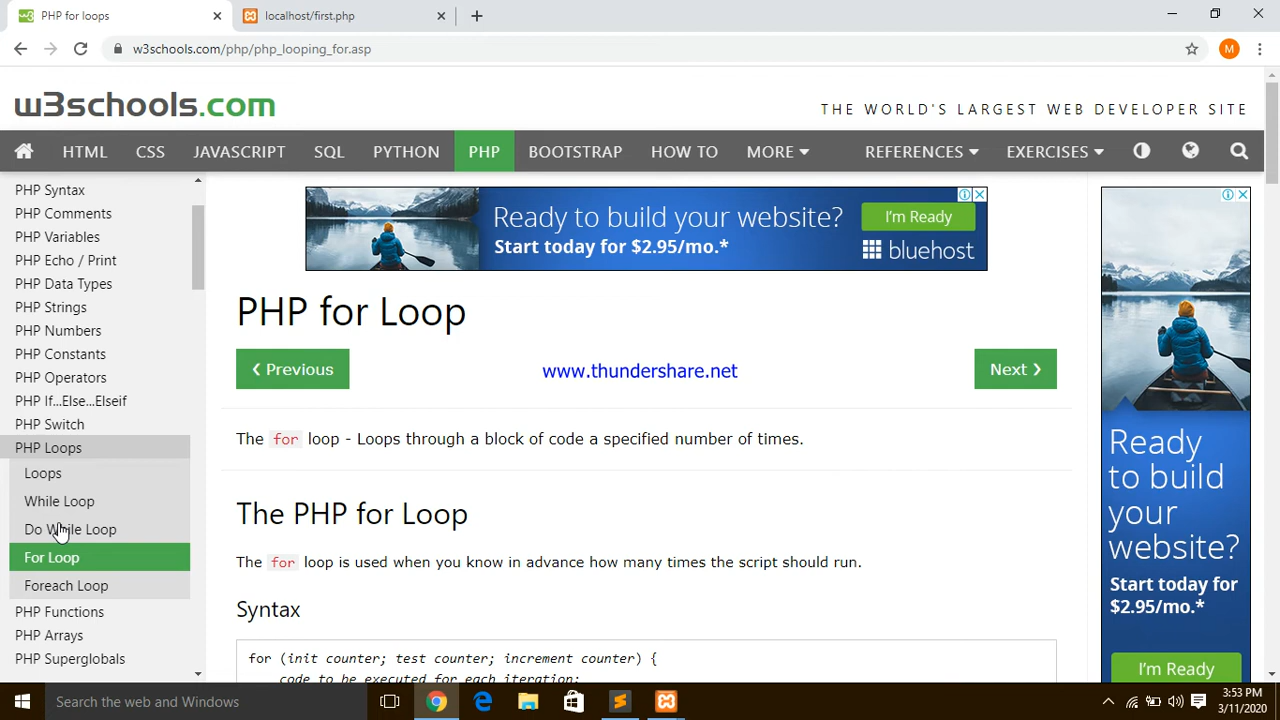 PHP for loops
localhost/first.php
w3schools.com/php/php_looping_for.asp
M
w3schools.com
THE WORLD'S LARGEST WEB DEVELOPER SITE
HTML CSS JAVASCRIPT SQL PYTHON PHP BOOTSTRAP HOW TO MORE REFERENCES EXERCISES
PHP Syntax
PHP Comments
PHP Variables
PHP Echo / Print
PHP Data Types
PHP Strings
PHP Numbers
PHP Constants
PHP Operators
PHP If...Else...Elseif
PHP Switch
PHP Loops
Loops
While Loop
Do While Loop
For Loop
Foreach Loop
PHP Functions
PHP Arrays
PHP Superglobals
Ready to build your website?
Start today for $2.95/mo.*
I'm Ready
bluehost
PHP for Loop
❮ Previous
www.thundershare.net
Next ❯
The for loop - Loops through a block of code a specified number of times.
The PHP for Loop
The for loop is used when you know in advance how many times the script should run.
Syntax
for (init counter; test counter; increment counter) {
code to be executed for each iteration;
Ready
to build
your
website?
Start today for
$2.95/mo.*
I'm Ready
Search the web and Windows
3:53 PM
3/11/2020